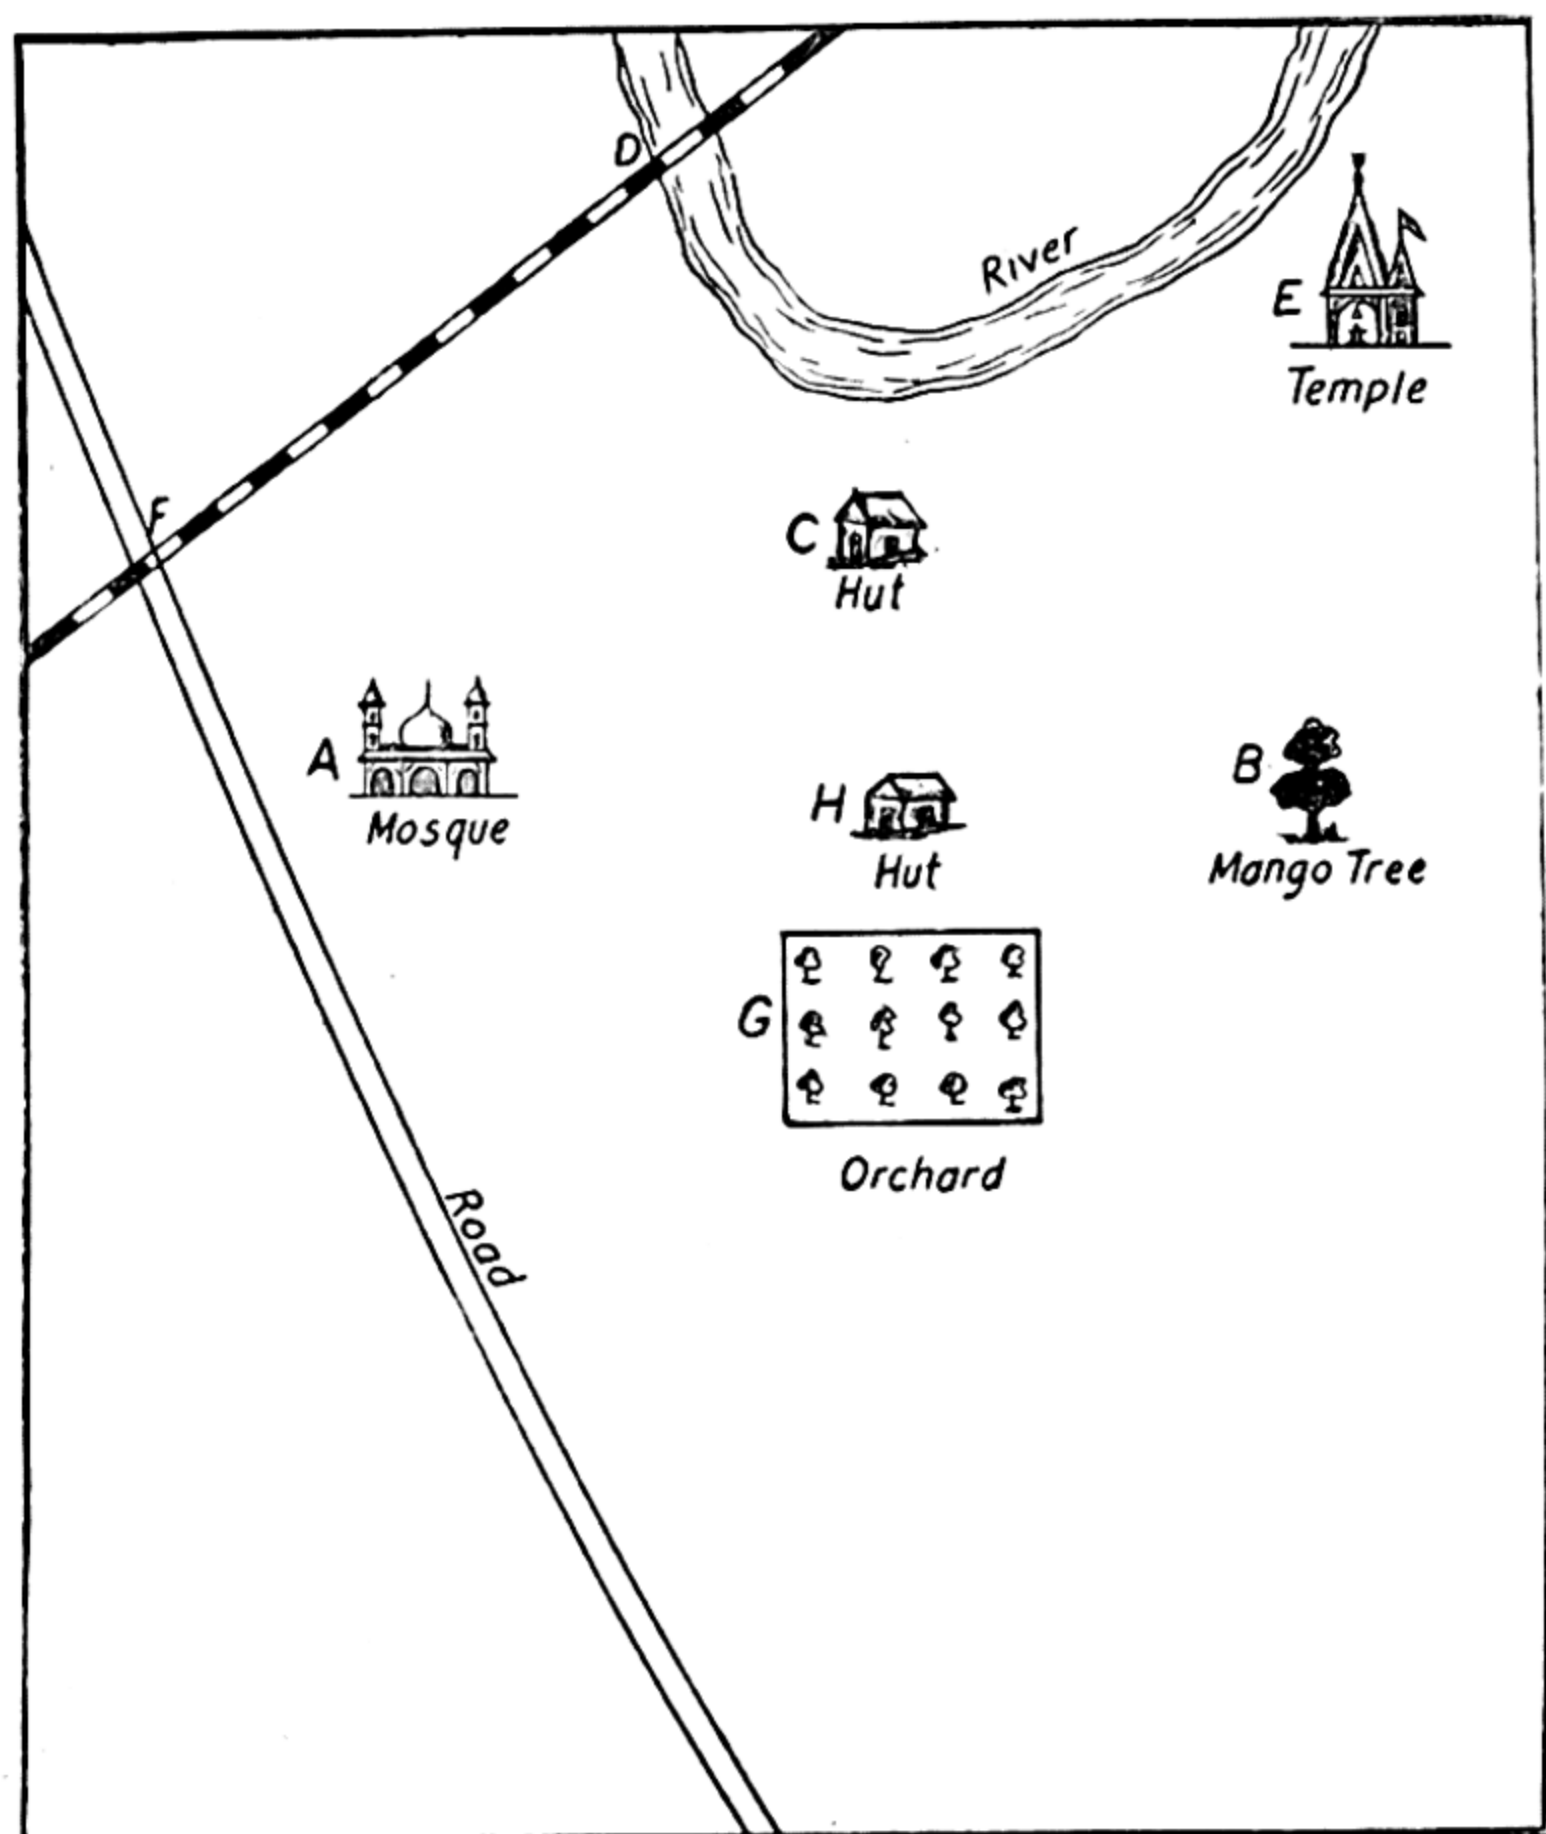 D
River
E
Temple
F
C
Hut
A
Mosque
H
Hut
B
Mango Tree
G
Orchard
Road